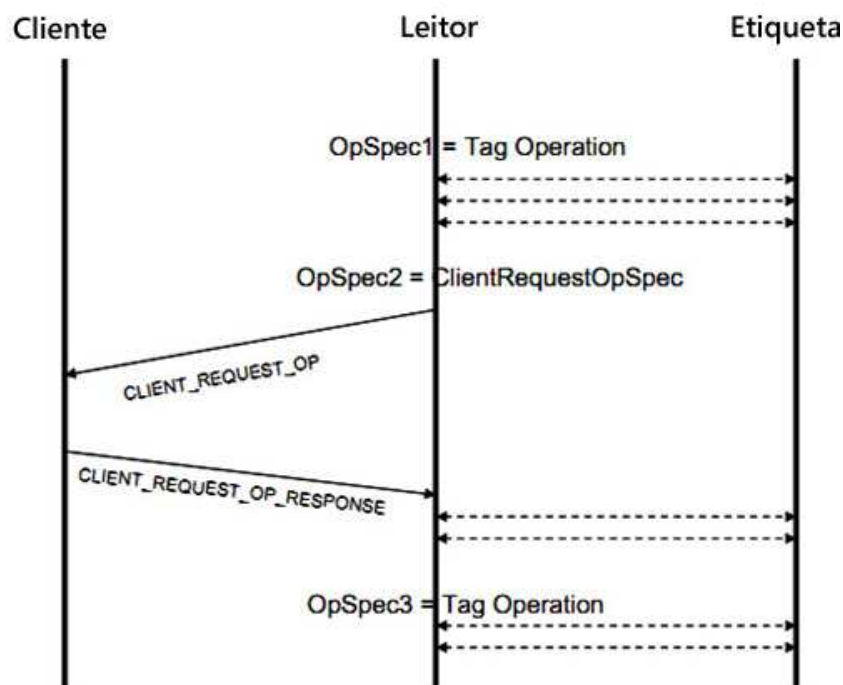 Cliente
Leitor
Etiqueta
OpSpec1 = Tag Operation
OpSpec2 = ClientRequestOpSpec
CLIENT_REQUEST_OP
CLIENT_REQUEST_OP_RESPONSE
OpSpec3 = Tag Operation